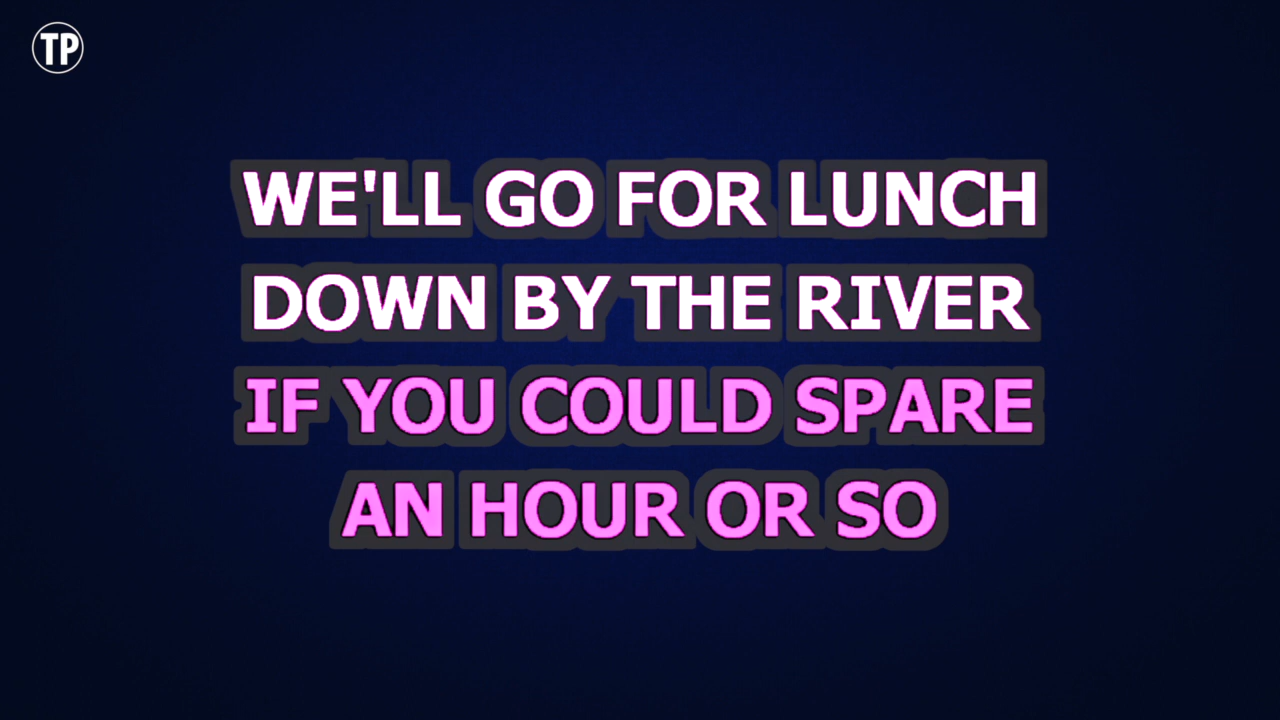 TP
WE'LL GO FOR LUNCH
DOWN BY THE RIVER
IF YOU COULD SPARE
AN HOUR OR SO